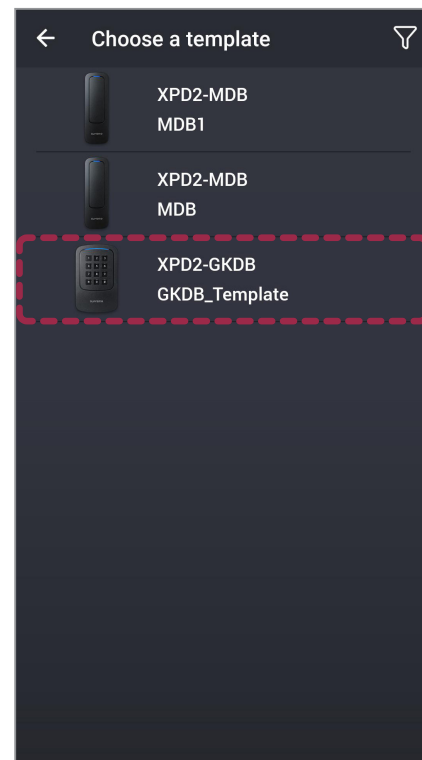 Choose a template
XPD2-MDB
MDB1
XPD2-MDB
MDB
XPD2-GKDB
GKDB_Template